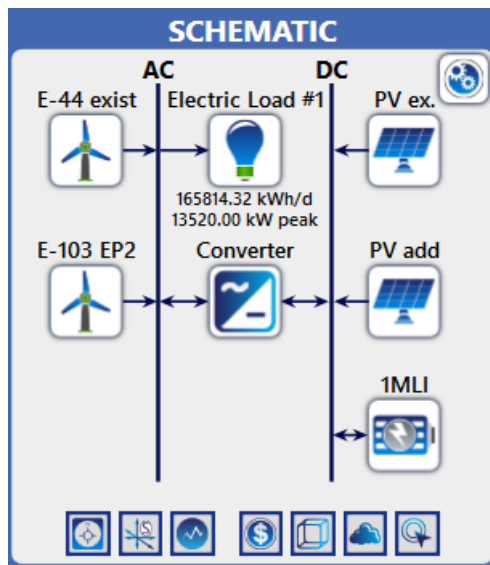 SCHEMATIC
AC DC
E-44 exist Electric Load #1 PV ex.
165814.32 kWh/d
13520.00 kW peak
E-103 EP2 Converter PV add
1MLI
S
$